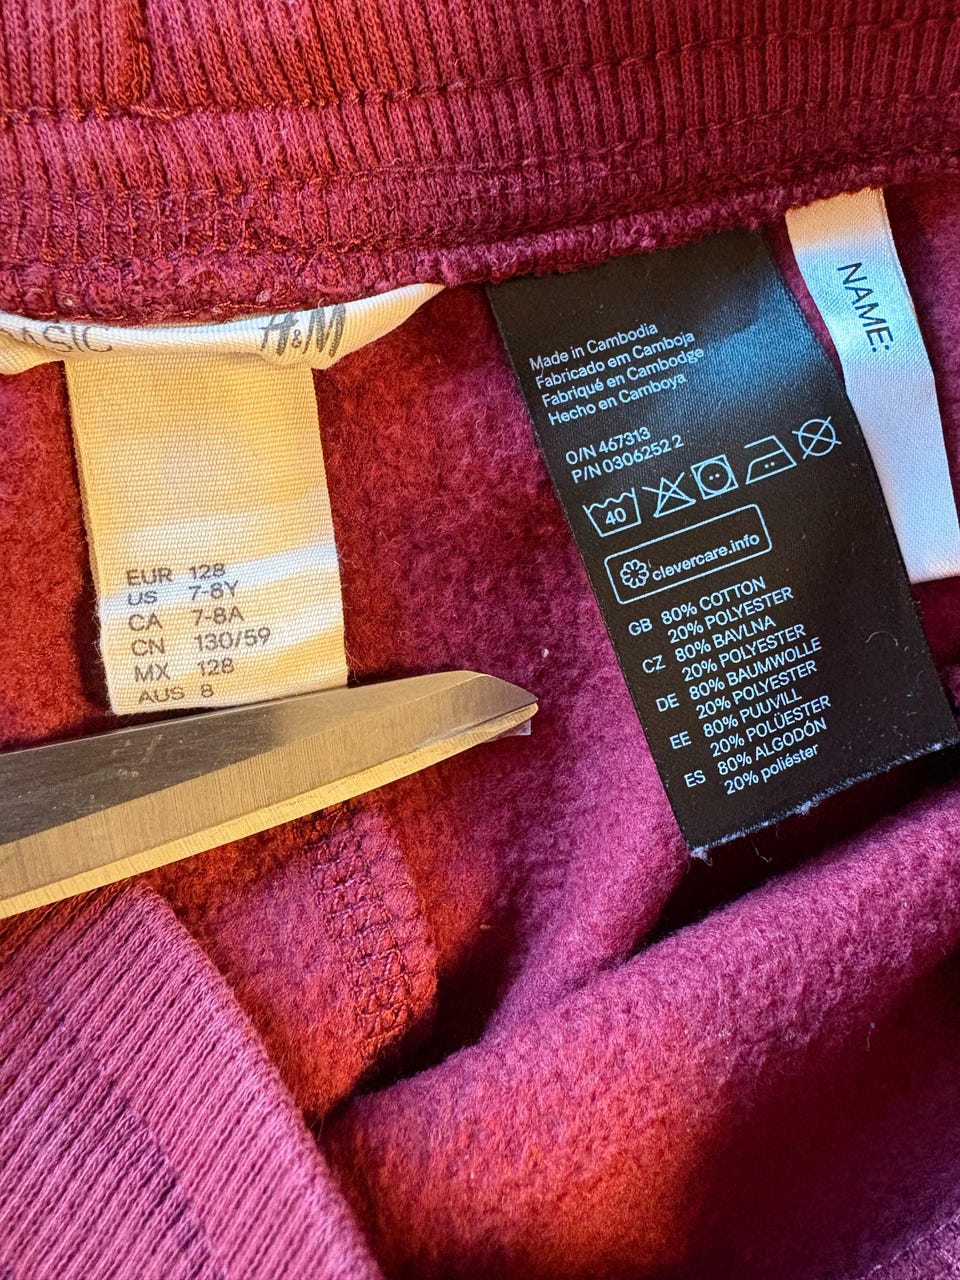 BASIC H&M
EUR 128
US 7-8Y
CA 7-8A
CN 130/59
MX 128
AUS 8
Made in Cambodia
Fabricado em Camboja
Fabriqué en Cambodge
Hecho en Camboya
O/N 467313
P/N 0306252 2
40
clevercare.info
GB 80% COTTON
20% POLYESTER
CZ 80% BAVLNA
20% POLYESTER
DE 80% BAUMWOLLE
20% POLYESTER
EE 80% PUUVILL
20% POLÜESTER
ES 80% ALGODÓN
20% poliéster
NAME: